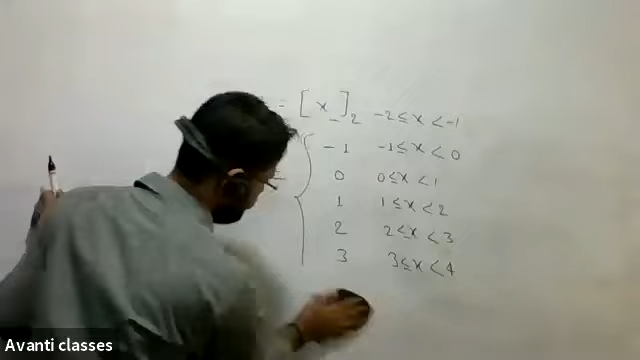 = [ x ]
-2 -2 ≤ x < -1
-1 -1 ≤ x < 0
0 0 ≤ x < 1
1 1 ≤ x < 2
2 2 ≤ x < 3
3 3 ≤ x < 4
Avanti classes